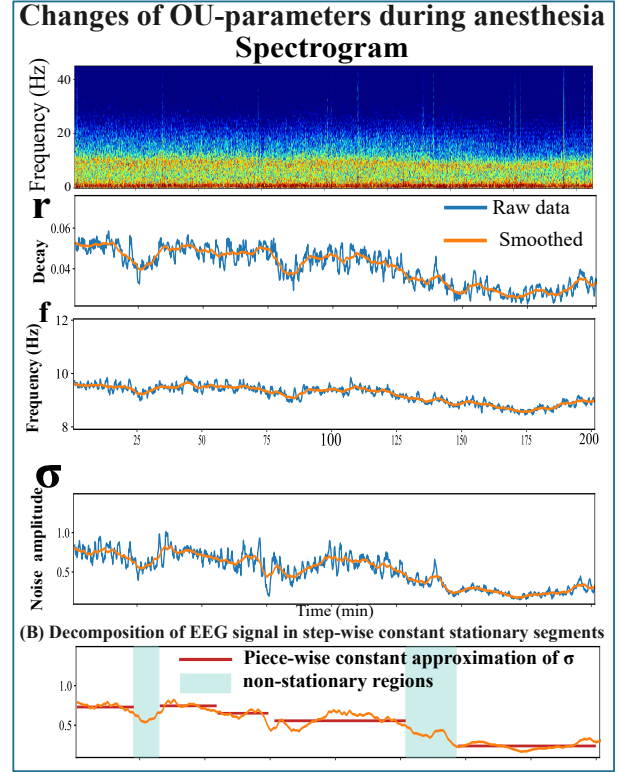 Changes of OU-parameters during anesthesia
Spectrogram
Frequency (Hz)
40
20
0
r
Decay
0.06
0.04
Raw data
Smoothed
f
Frequency (Hz)
12
10
8
25
50
75
100
125
150
175
200
σ
Noise amplitude
1.0
0.5
Time (min)
(B) Decomposition of EEG signal in step-wise constant stationary segments
Piece-wise constant approximation of σ
non-stationary regions
1.0
0.5